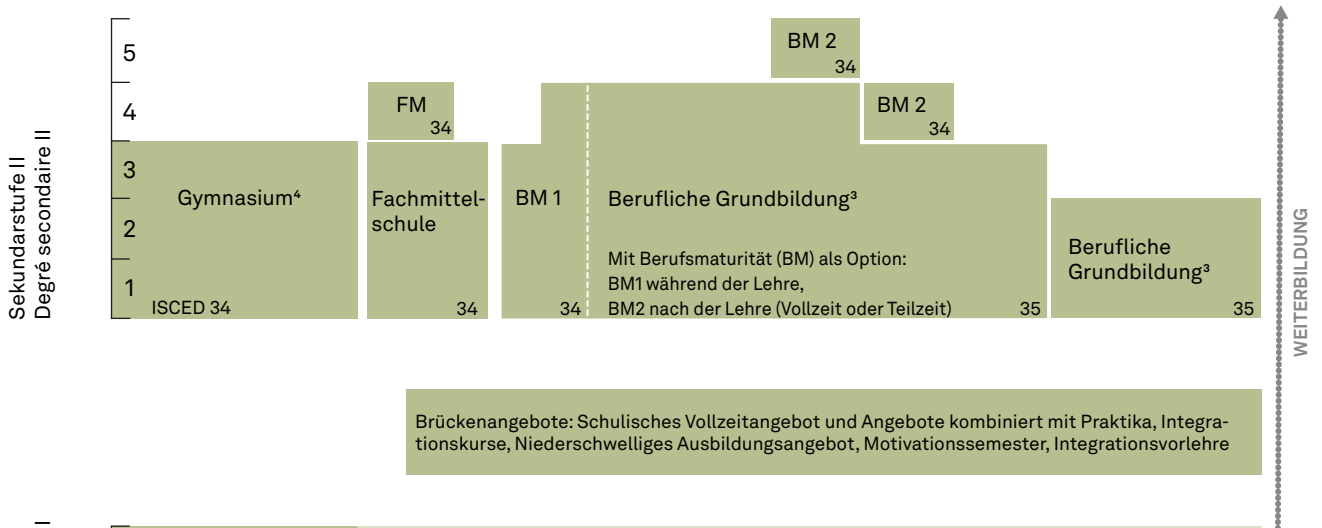 Sekundarstufe II
Degré secondaire II
5
4
3
2
1
BM 2
34
FM
34
BM 2
34
Gymnasium⁴
ISCED 34
Fachmittel-
schule
34
BM 1
34
Berufliche Grundbildung³
Mit Berufsmaturität (BM) als Option:
BM1 während der Lehre,
BM2 nach der Lehre (Vollzeit oder Teilzeit)
35
Berufliche
Grundbildung³
35
WEITERBILDUNG
Brückenangebote: Schulisches Vollzeitangebot und Angebote kombiniert mit Praktika, Integra-
tionskurse, Niederschwelliges Ausbildungsangebot, Motivationssemester, Integrationsvorlehre
I